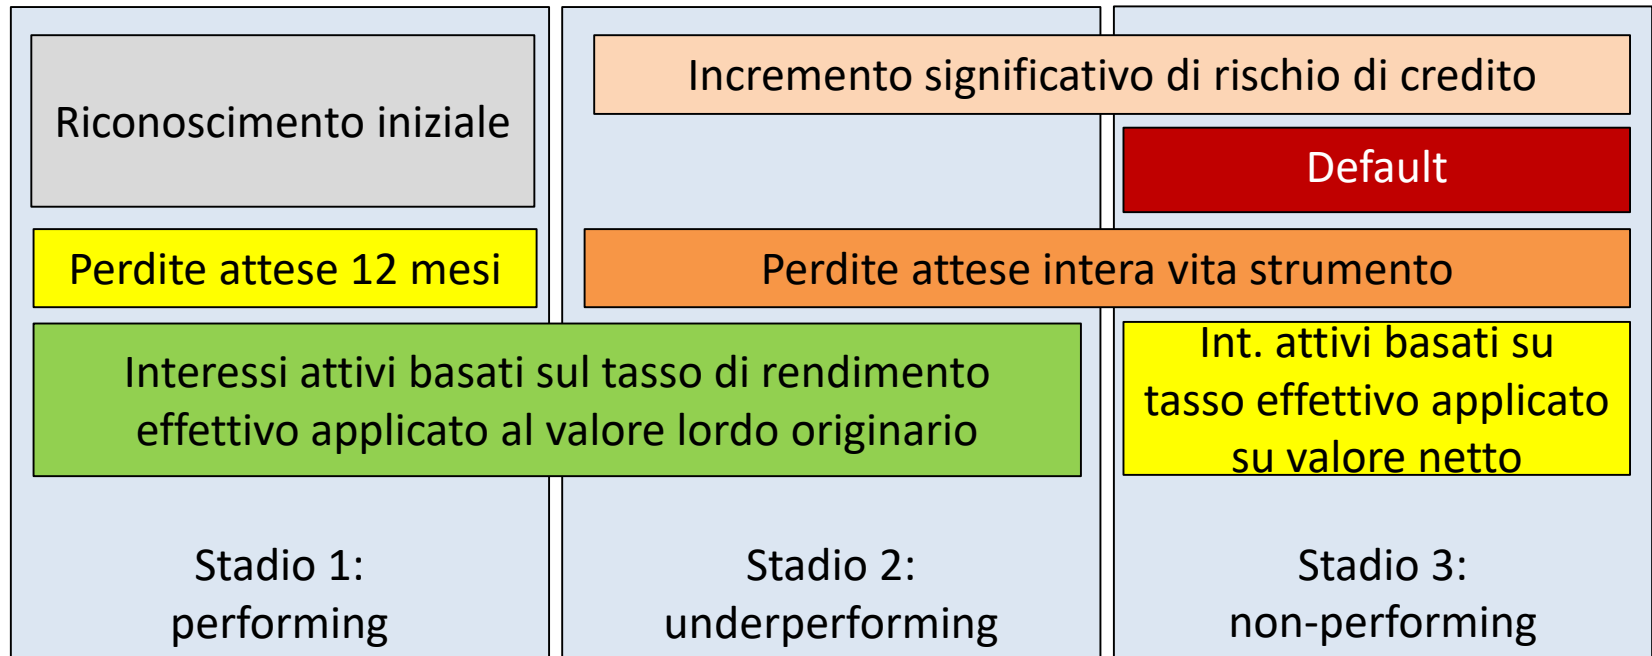 Riconoscimento iniziale
Incremento significativo di rischio di credito
Default
Perdite attese 12 mesi
Perdite attese intera vita strumento
Interessi attivi basati sul tasso di rendimento
effettivo applicato al valore lordo originario
Int. attivi basati su
tasso effettivo applicato
su valore netto
Stadio 1:
performing
Stadio 2:
underperforming
Stadio 3:
non-performing